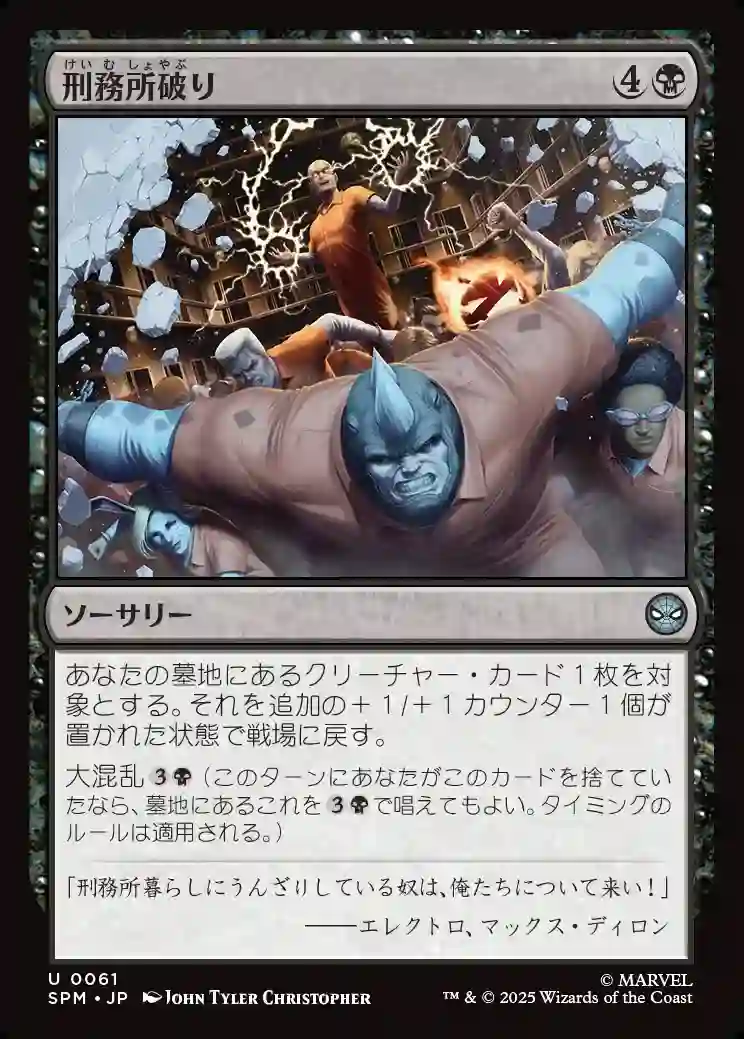 けいむしょやぶ
刑務所破り
4
ソーサリー
あなたの墓地にあるクリーチャー・カード1枚を対
象とする。それを追加の＋1/＋1カウンター1個が
置かれた状態で戦場に戻す。
大混乱 3 （このターンにあなたがこのカードを捨ててい
たなら、墓地にあるこれを 3 で唱えてもよい。タイミングの
ルールは適用される。）
「刑務所暮らしにうんざりしている奴は、俺たちについて来い！」
――エレクトロ、マックス・ディロン
U 0061
SPM • JP John Tyler Christopher
© MARVEL
™ & © 2025 Wizards of the Coast